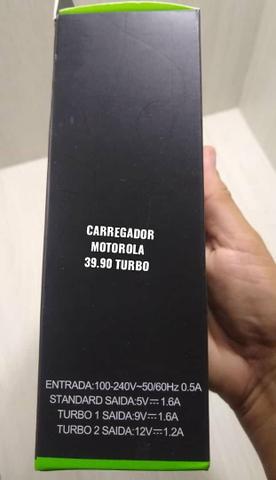 CARREGADOR
MOTOROLA
39.90 TURBO
ENTRADA:100-240V~50/60Hz 0.5A
STANDARD SAIDA:5V⎓1.6A
TURBO 1 SAIDA:9V⎓1.6A
TURBO 2 SAIDA:12V⎓1.2A